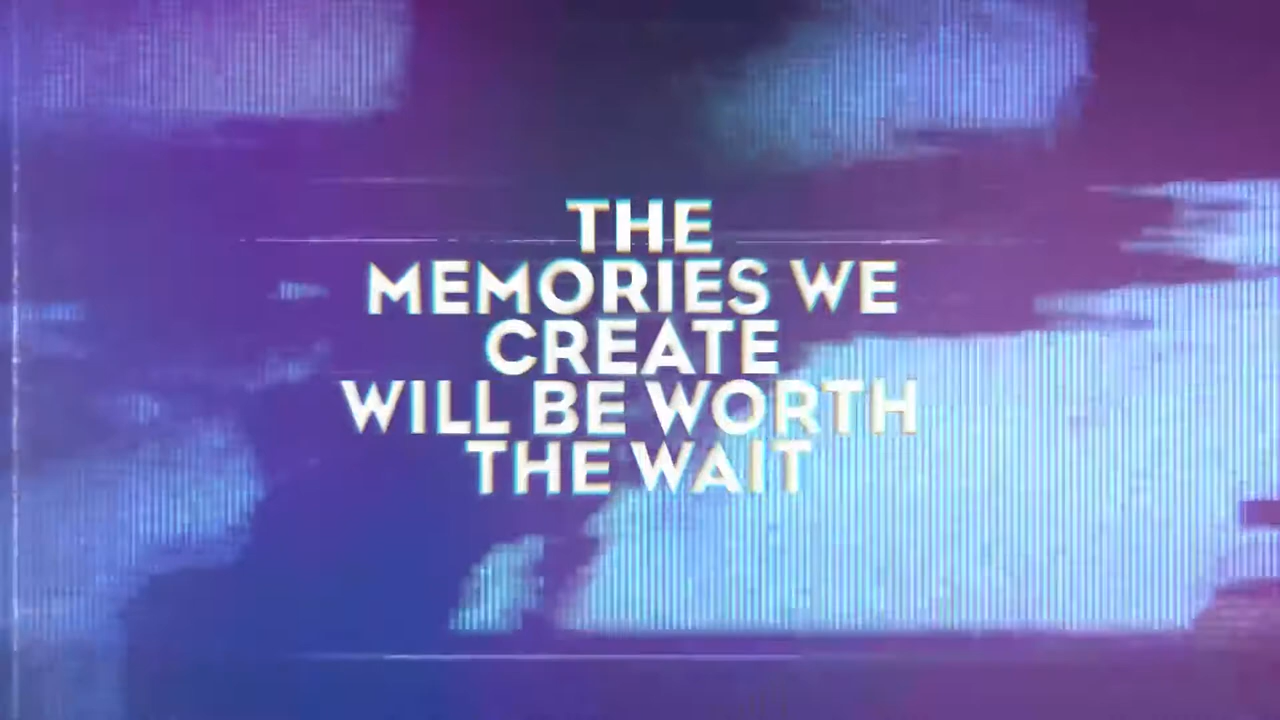 THE
MEMORIES WE
CREATE
WILL BE WORTH
THE WAIT